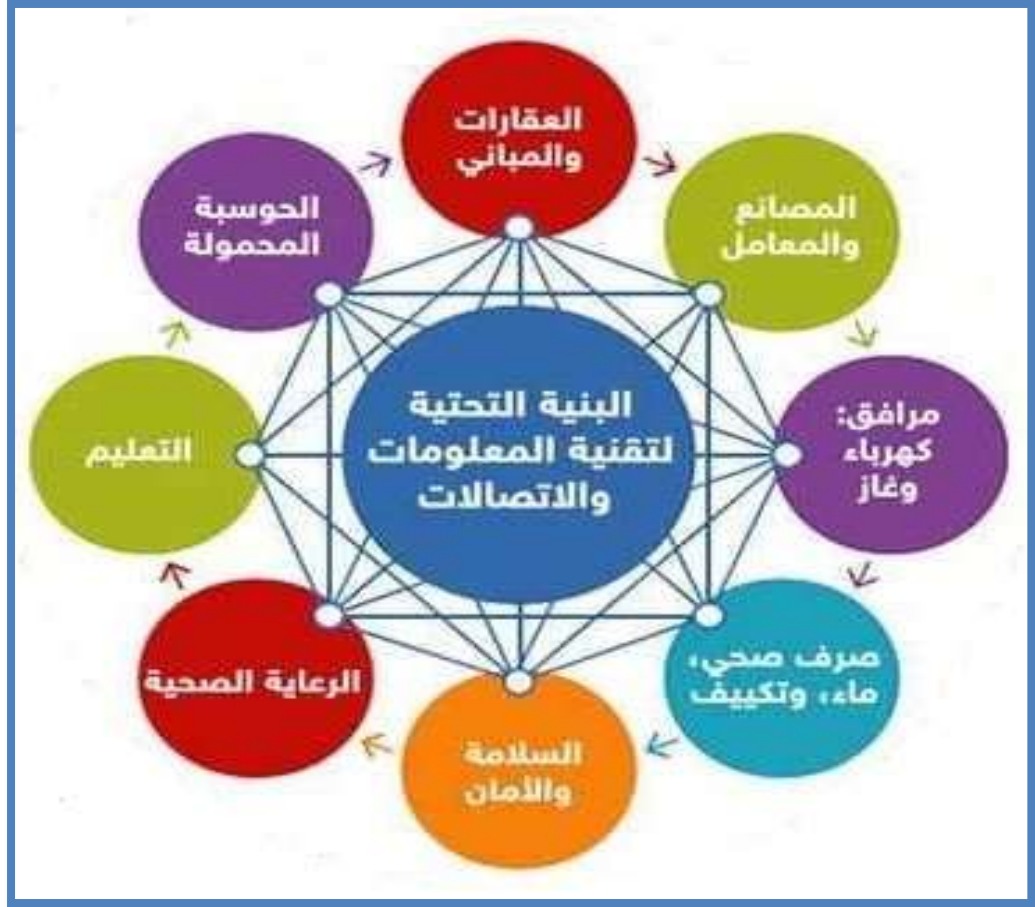 العقارات
والمباني
المصانع
والمعامل
مرافق:
كهرباء
وغاز
صرف صحي،
ماء، وتكييف
السلامة
والأمان
الرعاية الصحية
التعليم
الحوسبة
المحمولة
البنية التحتية
لتقنية المعلومات
والاتصالات